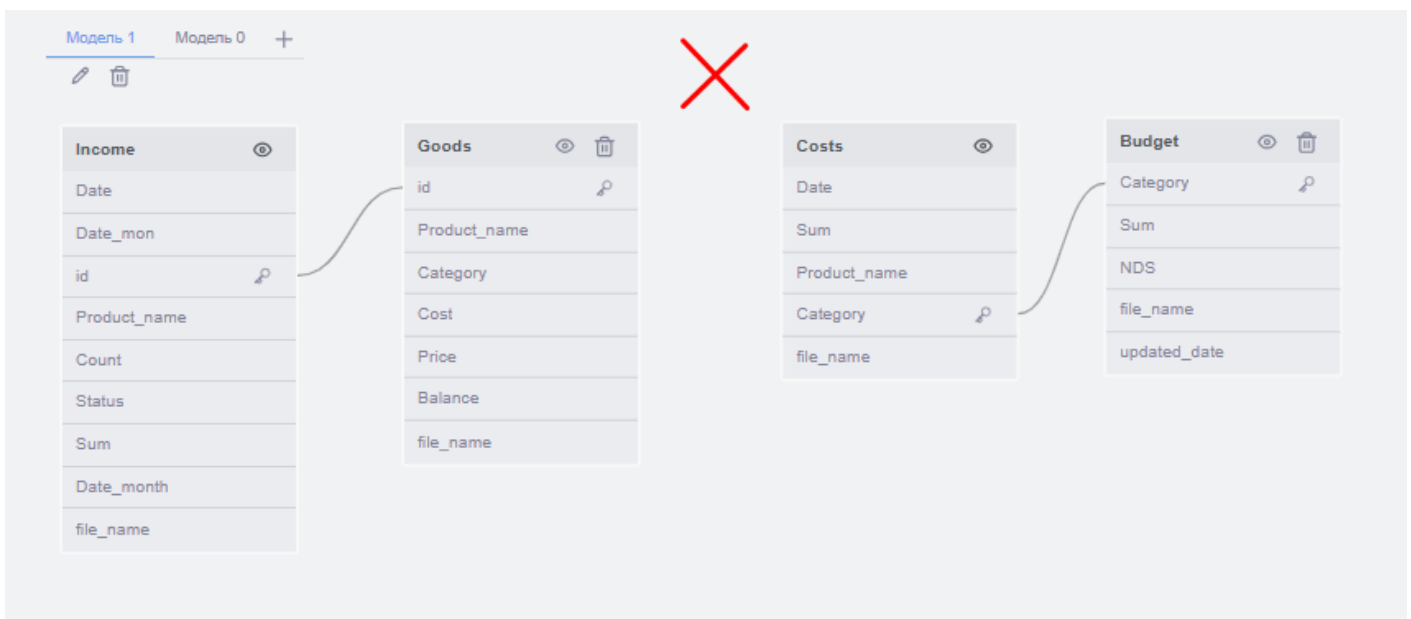 Модель 1
Модель 0
Income
Date
Date_mon
id
Product_name
Count
Status
Sum
Date_month
file_name
Goods
id
Product_name
Category
Cost
Price
Balance
file_name
Costs
Date
Sum
Product_name
Category
file_name
Budget
Category
Sum
NDS
file_name
updated_date